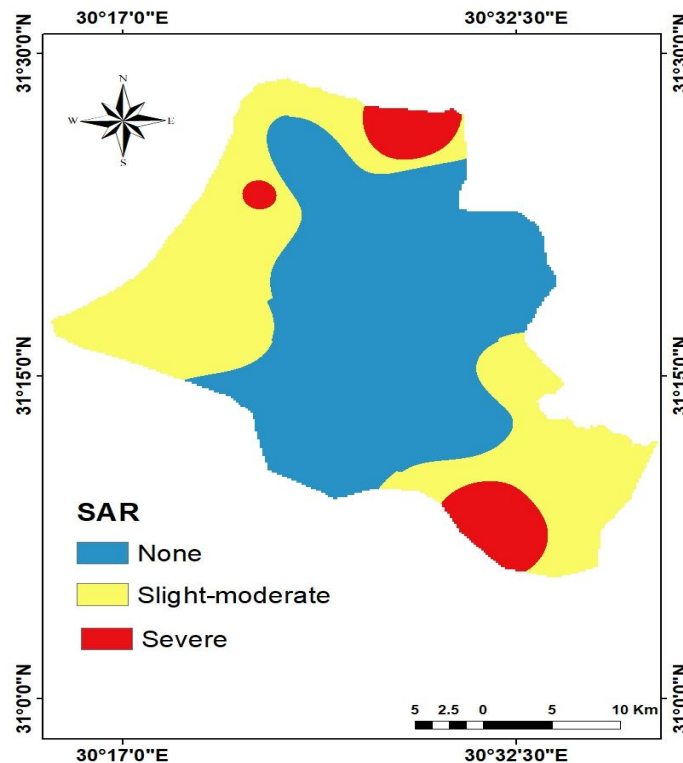 30°17'0"E 30°32'30"E
31°30'0"N 31°30'0"N
N
W E
S
31°15'0"N 31°15'0"N
SAR
None
Slight-moderate
Severe
31°0'0"N 31°0'0"N
5 2.5 0 5 10 Km
30°17'0"E 30°32'30"E